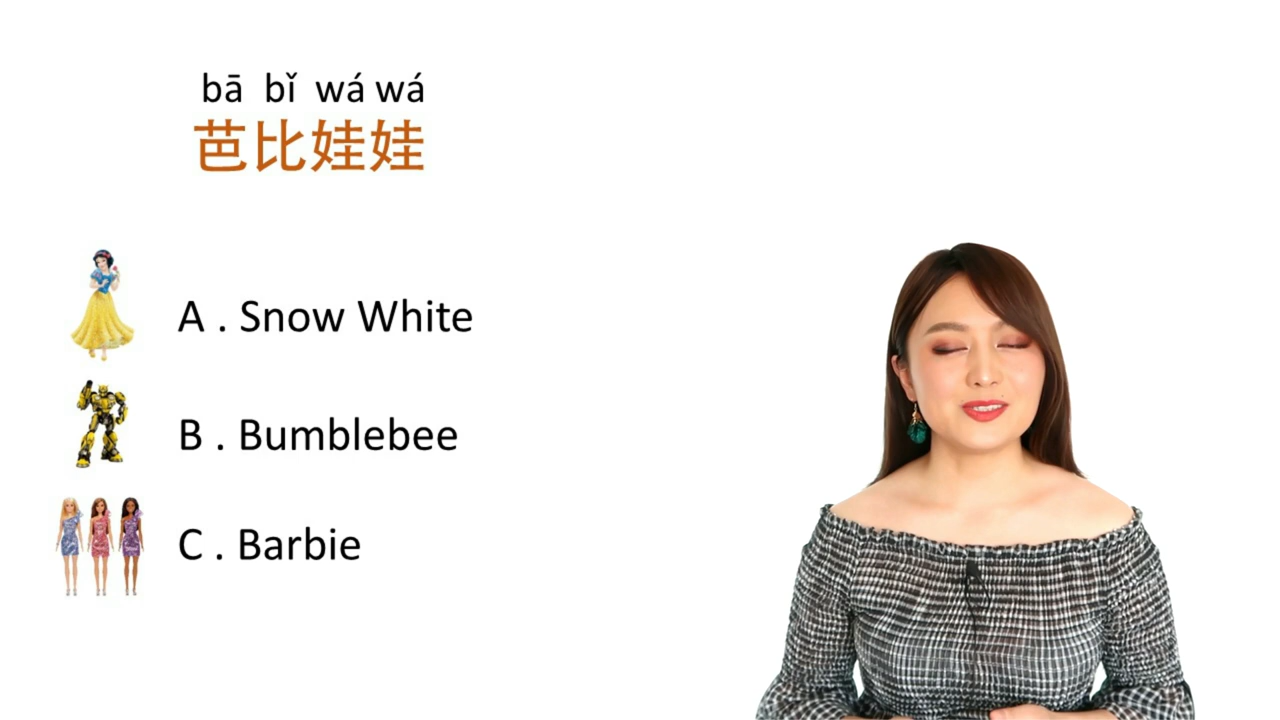 bā bǐ wá wá
芭比娃娃
A . Snow White
B . Bumblebee
C . Barbie